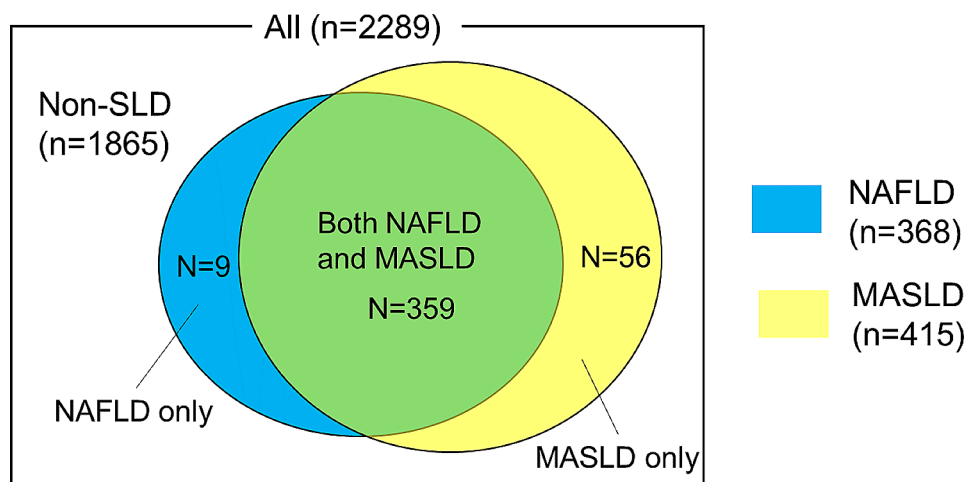 All (n=2289)
Non-SLD
(n=1865)
Both NAFLD
and MASLD
N=9
N=56
N=359
NAFLD only
MASLD only
NAFLD
(n=368)
MASLD
(n=415)